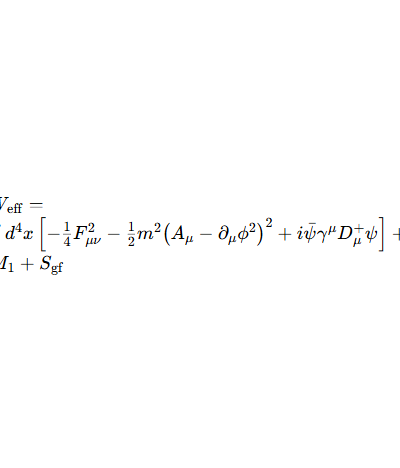 V_{\text{eff}} =
d^4x \left[ -\frac{1}{4} F_{\mu\nu}^2 - \frac{1}{2} m^2 \left( A_\mu - \partial_\mu \phi^2 \right)^2 + i\bar{\psi}\gamma^\mu D_\mu^+ \psi \right] +
M_1 + S_{\text{gf}}